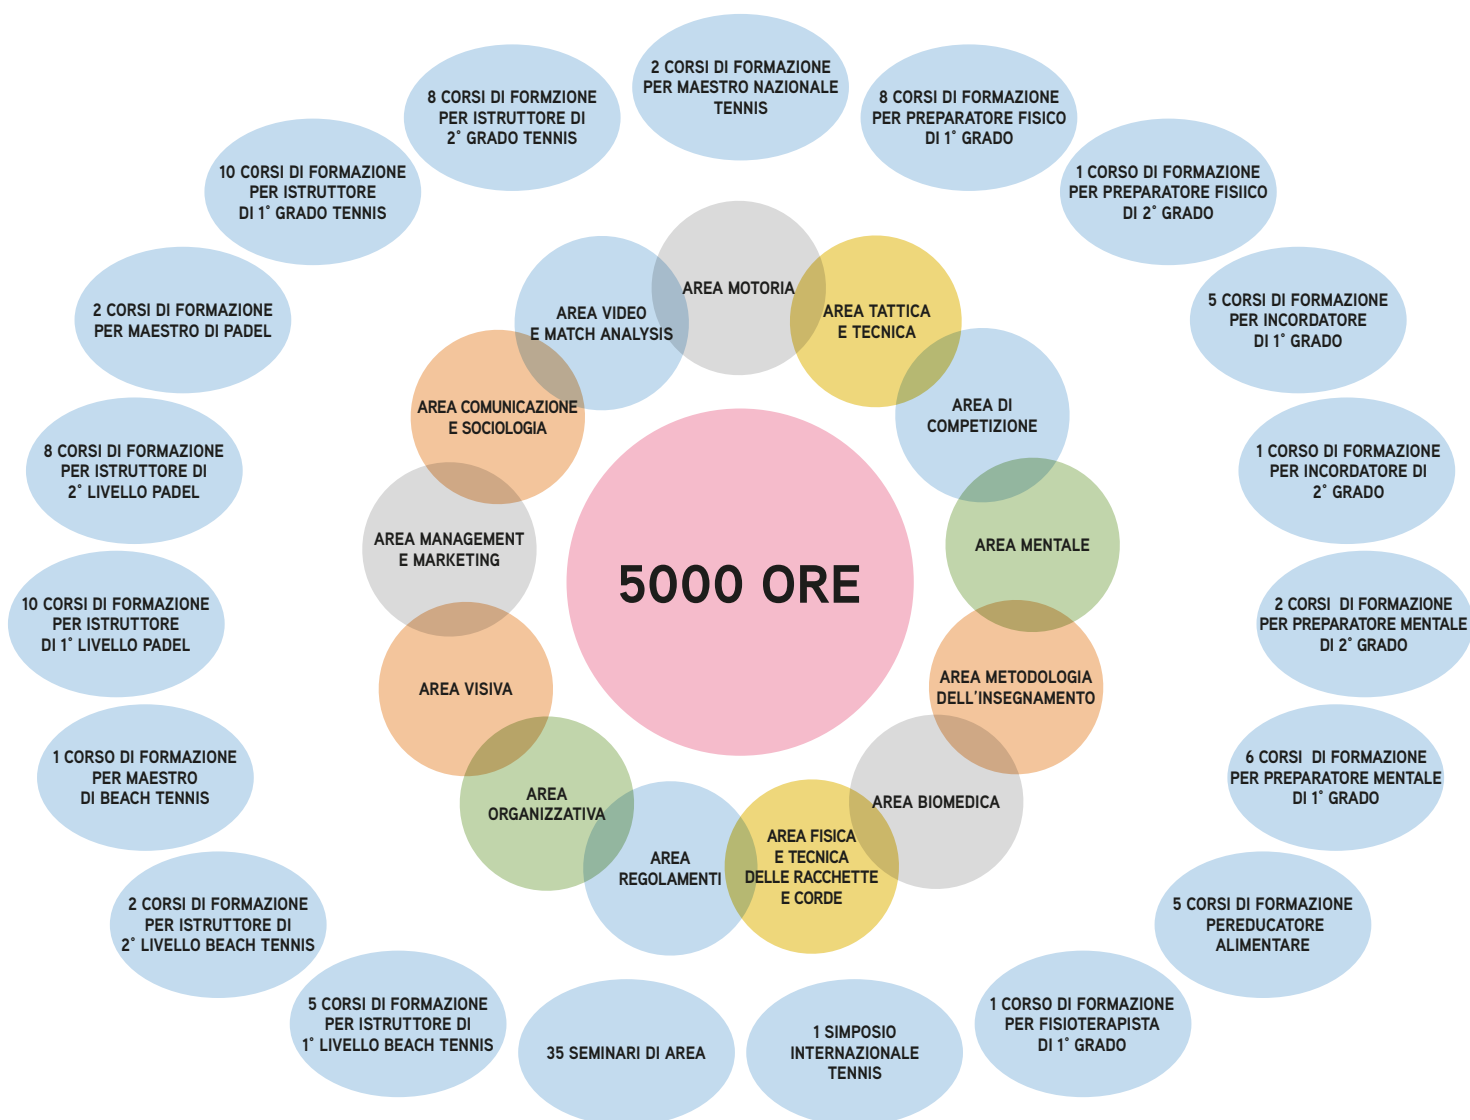 2 CORSI DI FORMAZIONE
PER MAESTRO NAZIONALE
TENNIS
8 CORSI DI FORMAZIONE
PER PREPARATORE FISICO
DI 1° GRADO
1 CORSO DI FORMAZIONE
PER PREPARATORE FISIICO
DI 2° GRADO
5 CORSI DI FORMAZIONE
PER INCORDATORE
DI 1° GRADO
1 CORSO DI FORMAZIONE
PER INCORDATORE DI
2° GRADO
2 CORSI DI FORMAZIONE
PER PREPARATORE MENTALE
DI 2° GRADO
6 CORSI DI FORMAZIONE
PER PREPARATORE MENTALE
DI 1° GRADO
5 CORSI DI FORMAZIONE
PEREDUCATORE
ALIMENTARE
1 CORSO DI FORMAZIONE
PER FISIOTERAPISTA
DI 1° GRADO
1 SIMPOSIO
INTERNAZIONALE
TENNIS
35 SEMINARI DI AREA
5 CORSI DI FORMAZIONE
PER ISTRUTTORE DI
1° LIVELLO BEACH TENNIS
2 CORSI DI FORMAZIONE
PER ISTRUTTORE DI
2° LIVELLO BEACH TENNIS
1 CORSO DI FORMAZIONE
PER MAESTRO
DI BEACH TENNIS
10 CORSI DI FORMAZIONE
PER ISTRUTTORE
DI 1° LIVELLO PADEL
8 CORSI DI FORMAZIONE
PER ISTRUTTORE DI
2° LIVELLO PADEL
2 CORSI DI FORMAZIONE
PER MAESTRO DI PADEL
10 CORSI DI FORMAZIONE
PER ISTRUTTORE
DI 1° GRADO TENNIS
8 CORSI DI FORMZIONE
PER ISTRUTTORE DI
2° GRADO TENNIS
AREA MOTORIA
AREA TATTICA
E TECNICA
AREA DI
COMPETIZIONE
AREA MENTALE
AREA METODOLOGIA
DELL'INSEGNAMENTO
AREA BIOMEDICA
AREA FISICA
E TECNICA
DELLE RACCHETTE
E CORDE
AREA
REGOLAMENTI
AREA
ORGANIZZATIVA
AREA VISIVA
AREA MANAGEMENT
E MARKETING
AREA COMUNICAZIONE
E SOCIOLOGIA
AREA VIDEO
E MATCH ANALYSIS
5000 ORE